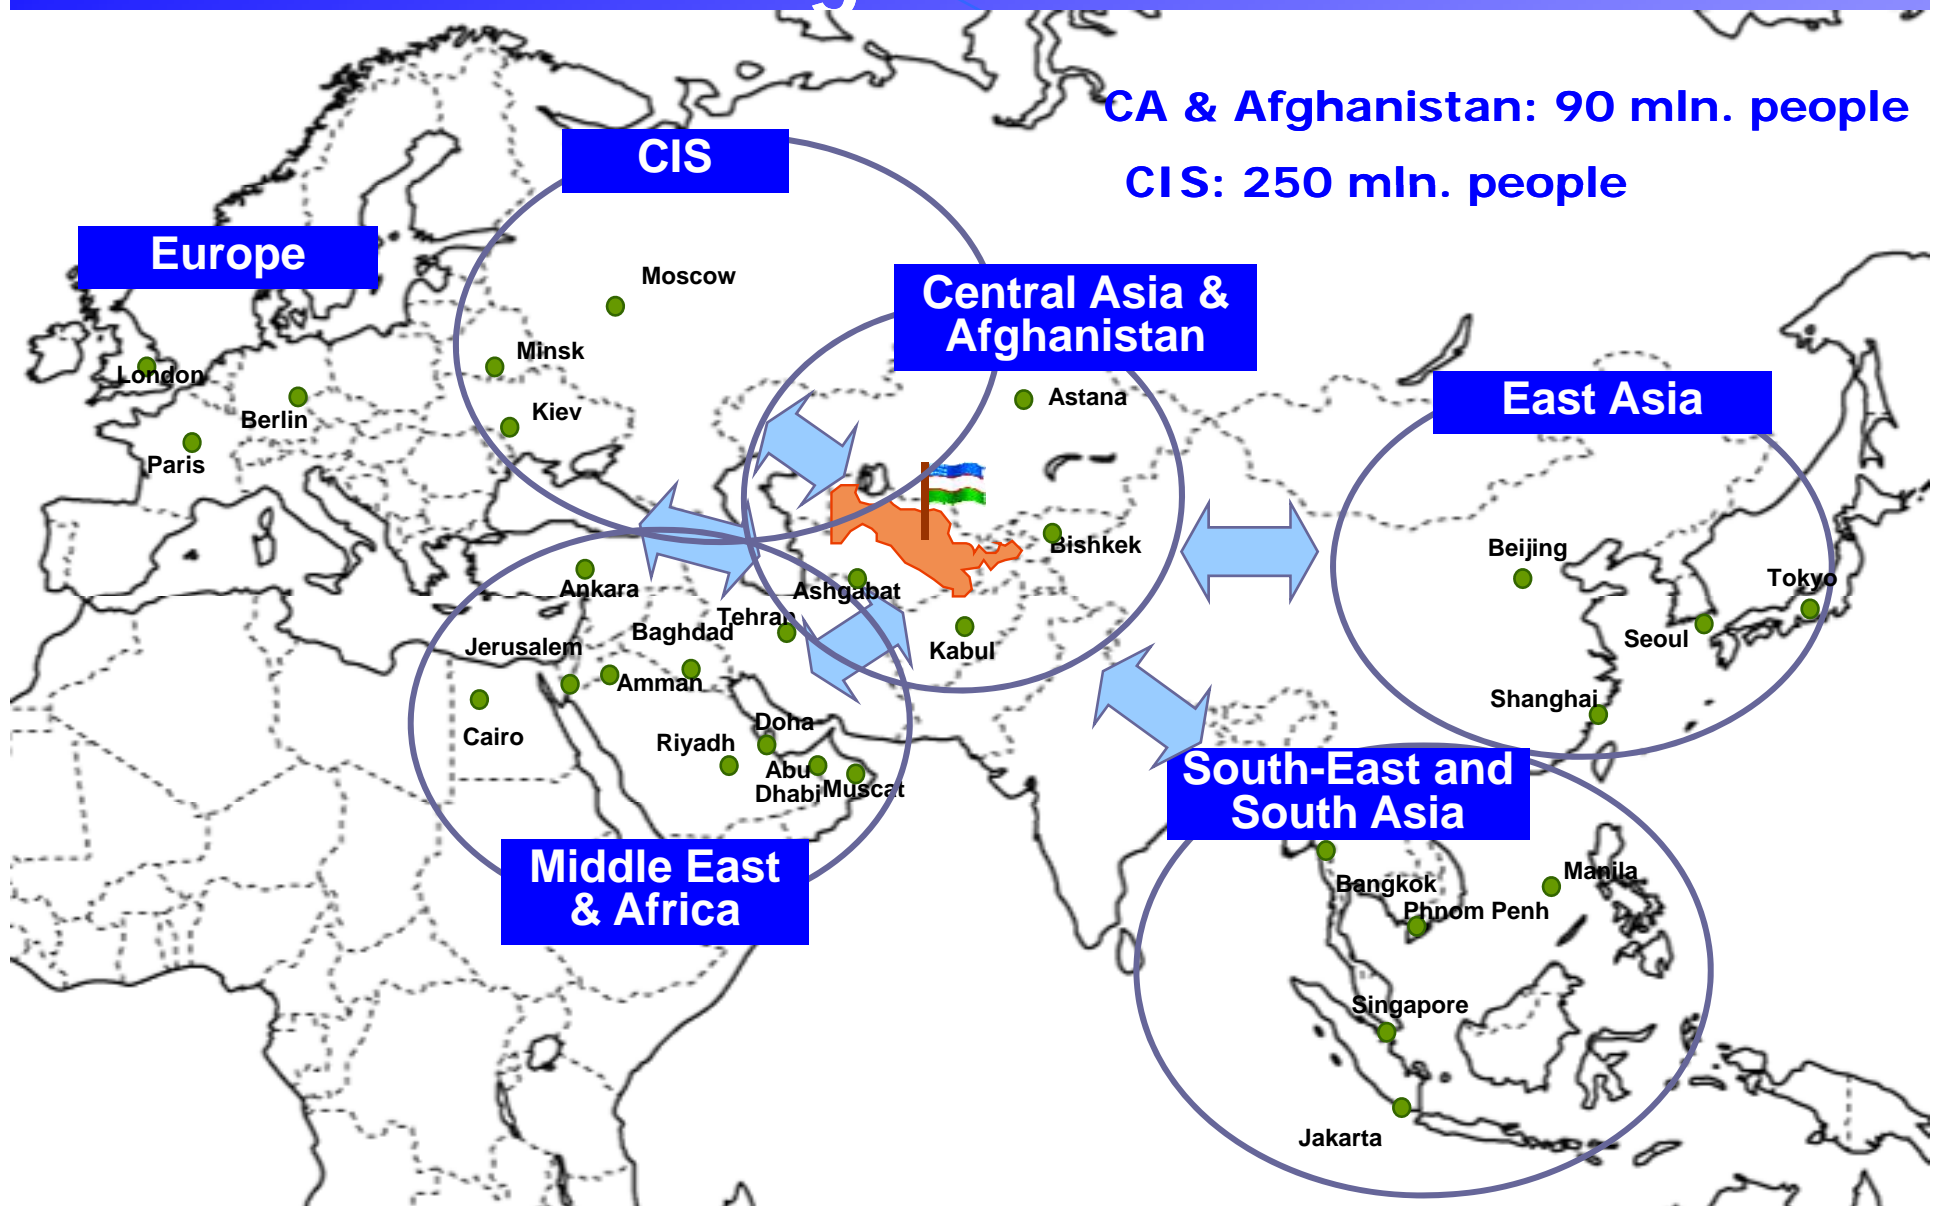 CA & Afghanistan: 90 mln. people
CIS
CIS: 250 mln. people
Europe
Moscow
Central Asia &
Afghanistan
Minsk
London
Astana
East Asia
Kiev
Berlin
Paris
Bishkek
Beijing
Tokyo
Ankara
Ashgabat
Tehran
Baghdad
Seoul
Jerusalem
Kabul
Amman
Shanghai
Doha
Cairo
Riyadh
Abu
Dhabi
Muscat
South-East and
South Asia
Middle East
& Africa
Manila
Bangkok
Phnom Penh
Singapore
Jakarta